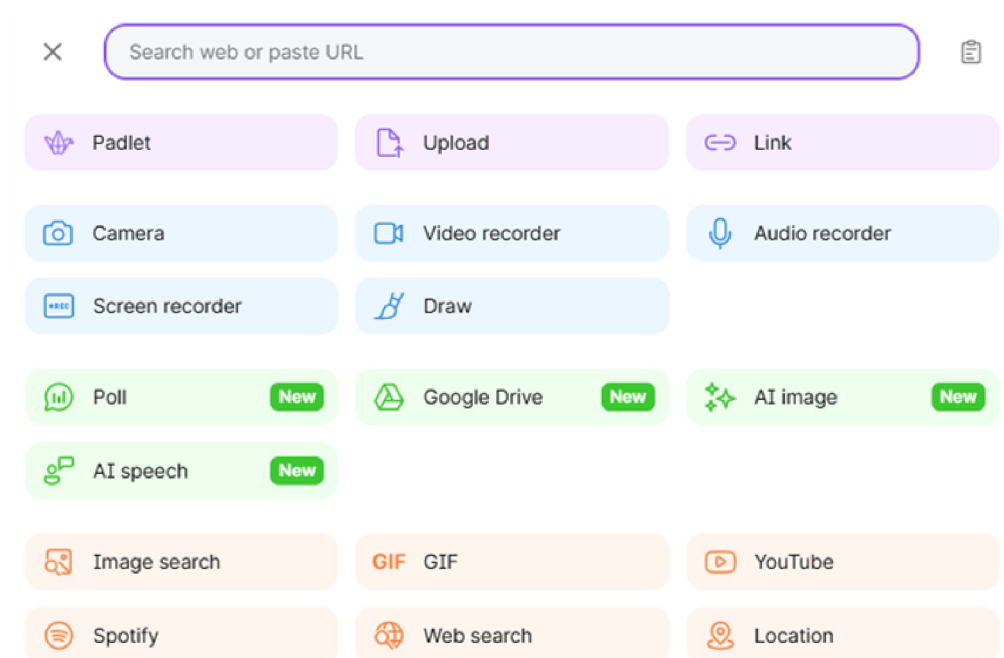 Search web or paste URL
Padlet
Upload
Link
Camera
Video recorder
Audio recorder
REC
Screen recorder
Draw
Poll New
Google Drive New
AI image New
AI speech New
Image search
GIF GIF
YouTube
Spotify
Web search
Location